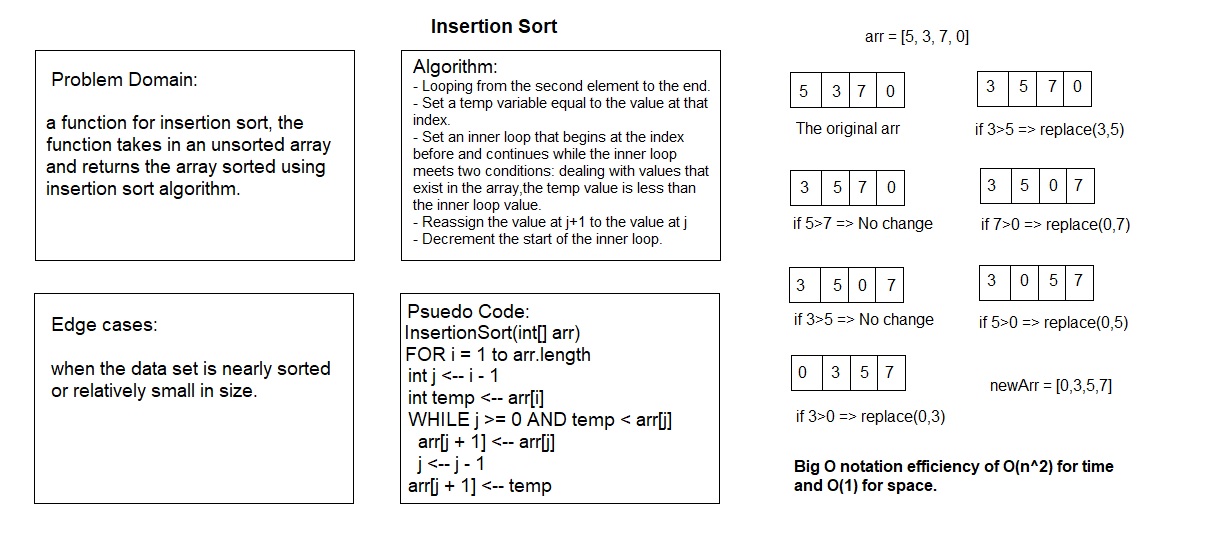 Insertion Sort
Problem Domain:
a function for insertion sort, the
function takes in an unsorted array
and returns the array sorted using
insertion sort algorithm.
Algorithm:
- Looping from the second element to the end.
- Set a temp variable equal to the value at that
index.
- Set an inner loop that begins at the index
before and continues while the inner loop
meets two conditions: dealing with values that
exist in the array,the temp value is less than
the inner loop value.
- Reassign the value at j+1 to the value at j
- Decrement the start of the inner loop.
Edge cases:
when the data set is nearly sorted
or relatively small in size.
Psuedo Code:
InsertionSort(int[] arr)
FOR i = 1 to arr.length
int j <-- i - 1
int temp <-- arr[i]
WHILE j >= 0 AND temp < arr[j]
arr[j + 1] <-- arr[j]
j <-- j - 1
arr[j + 1] <-- temp
arr = [5, 3, 7, 0]
5 3 7 0
The original arr
3 5 7 0
if 3>5 => replace(3,5)
3 5 7 0
if 5>7 => No change
3 5 0 7
if 7>0 => replace(0,7)
3 5 0 7
if 3>5 => No change
3 0 5 7
if 5>0 => replace(0,5)
0 3 5 7
if 3>0 => replace(0,3)
newArr = [0,3,5,7]
Big O notation efficiency of O(n^2) for time
and O(1) for space.